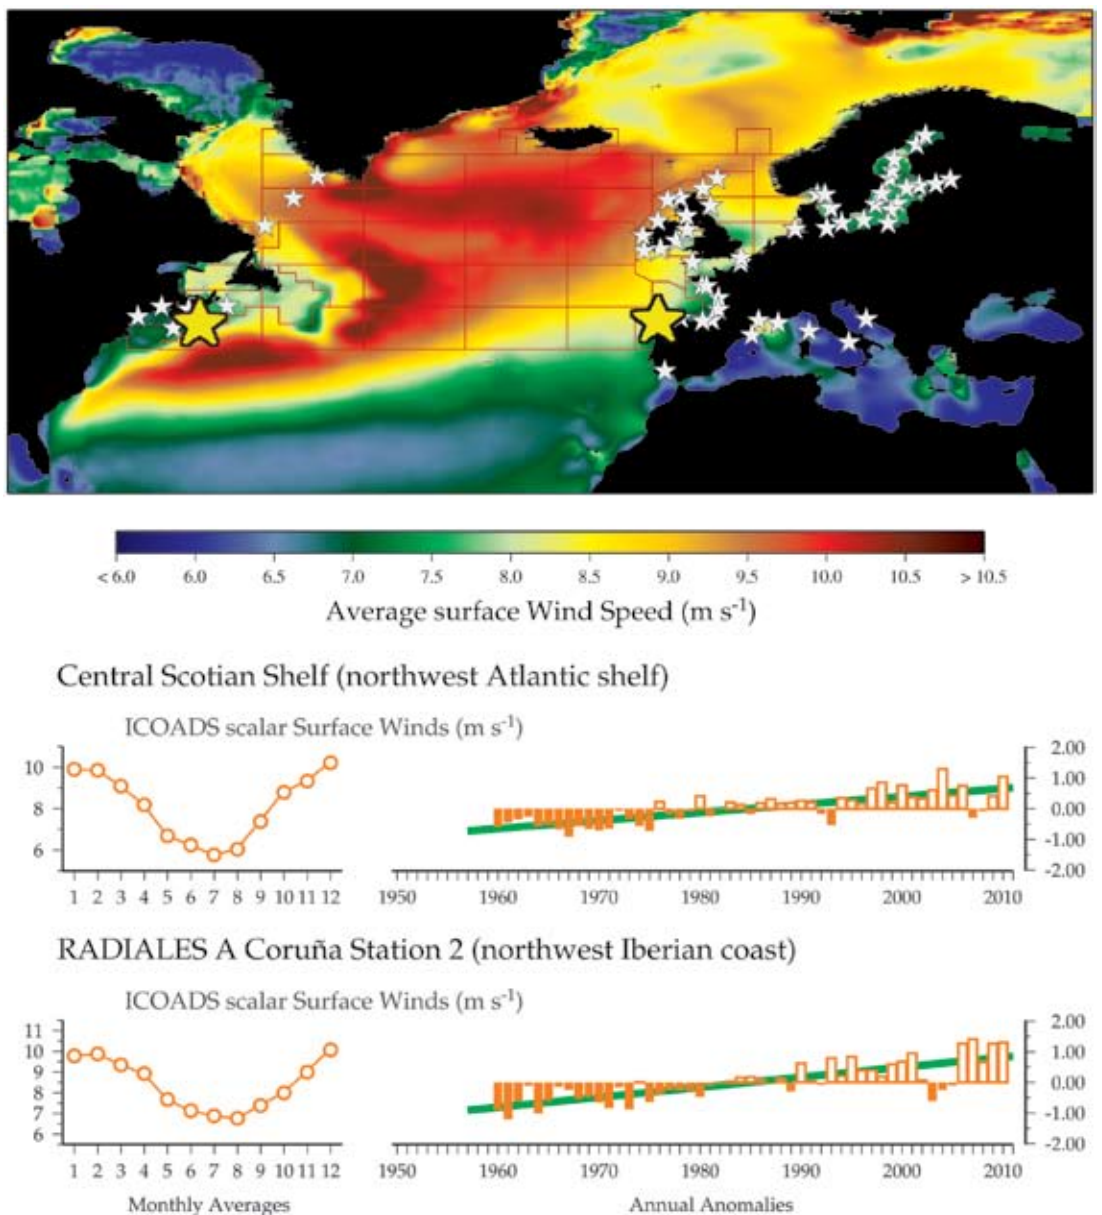 < 6.0 6.0 6.5 7.0 7.5 8.0 8.5 9.0 9.5 10.0 10.5 > 10.5
Average surface Wind Speed (m s⁻¹)
Central Scotian Shelf (northwest Atlantic shelf)
ICOADS scalar Surface Winds (m s⁻¹)
10
8
6
1 2 3 4 5 6 7 8 9 10 11 12
2.00
1.00
0.00
-1.00
-2.00
1950 1960 1970 1980 1990 2000 2010
RADIALES A Coruña Station 2 (northwest Iberian coast)
ICOADS scalar Surface Winds (m s⁻¹)
11
10
9
8
7
6
1 2 3 4 5 6 7 8 9 10 11 12
2.00
1.00
0.00
-1.00
-2.00
1950 1960 1970 1980 1990 2000 2010
Monthly Averages
Annual Anomalies